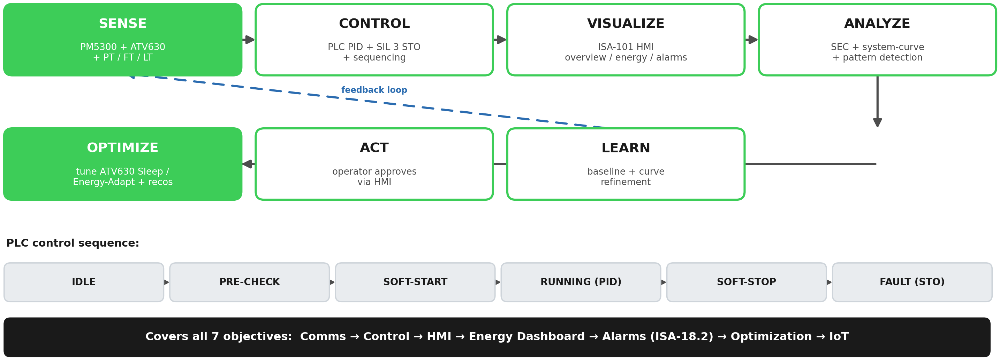 SENSE
PM5300 + ATV630
+ PT / FT / LT
CONTROL
PLC PID + SIL 3 STO
+ sequencing
VISUALIZE
ISA-101 HMI
overview / energy / alarms
ANALYZE
SEC + system-curve
+ pattern detection
feedback loop
OPTIMIZE
tune ATV630 Sleep /
Energy-Adapt + recos
ACT
operator approves
via HMI
LEARN
baseline + curve
refinement
PLC control sequence:
IDLE
PRE-CHECK
SOFT-START
RUNNING (PID)
SOFT-STOP
FAULT (STO)
Covers all 7 objectives:  Comms → Control → HMI → Energy Dashboard → Alarms (ISA-18.2) → Optimization → IoT